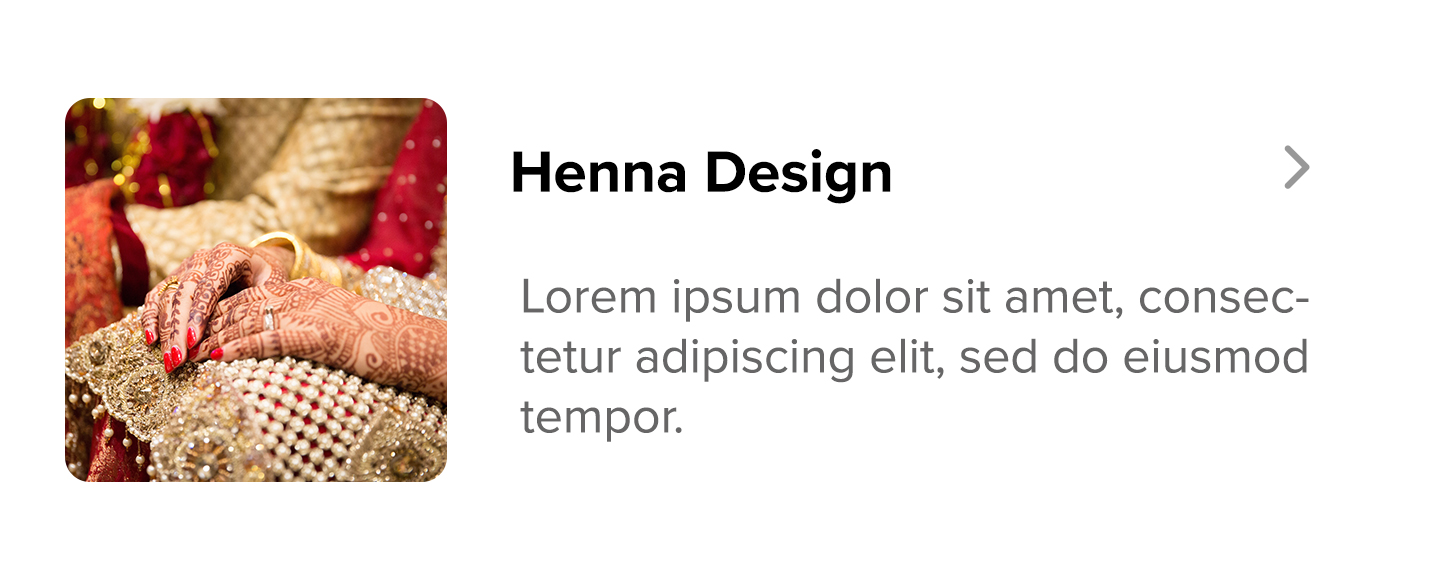 Henna Design
Lorem ipsum dolor sit amet, consec-
tetur adipiscing elit, sed do eiusmod
tempor.